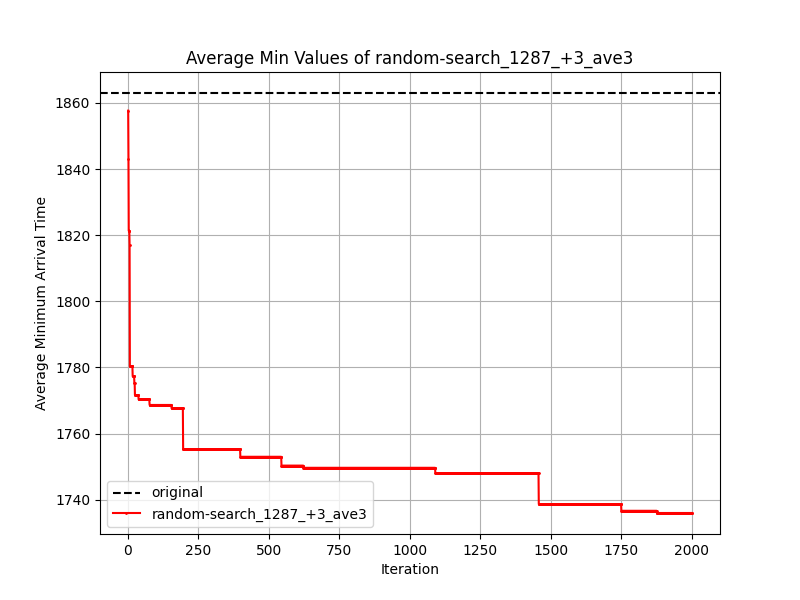 Average Min Values of random-search_1287_+3_ave3
Average Minimum Arrival Time
1860
1840
1820
1800
1780
1760
1740
original
random-search_1287_+3_ave3
0 250 500 750 1000 1250 1500 1750 2000
Iteration